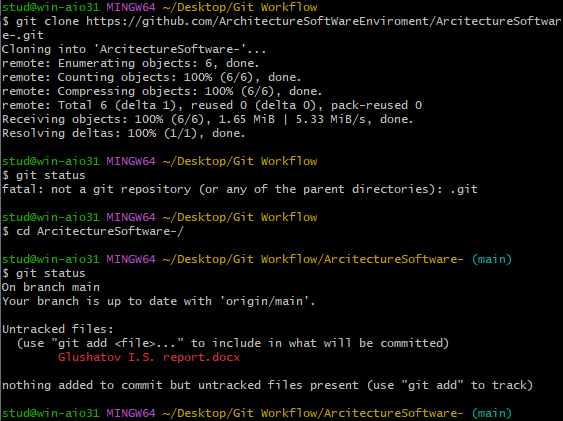 stud@win-aio31 MINGW64 ~/Desktop/Git Workflow
$ git clone https://github.com/ArchitectureSoftWareEnviroment/ArcitectureSoftwar
e-.git
Cloning into 'ArcitectureSoftware-'...
remote: Enumerating objects: 6, done.
remote: Counting objects: 100% (6/6), done.
remote: Compressing objects: 100% (6/6), done.
remote: Total 6 (delta 1), reused 0 (delta 0), pack-reused 0
Receiving objects: 100% (6/6), 1.65 MiB | 5.33 MiB/s, done.
Resolving deltas: 100% (1/1), done.
stud@win-aio31 MINGW64 ~/Desktop/Git Workflow
$ git status
fatal: not a git repository (or any of the parent directories): .git
stud@win-aio31 MINGW64 ~/Desktop/Git Workflow
$ cd ArcitectureSoftware-/
stud@win-aio31 MINGW64 ~/Desktop/Git Workflow/ArcitectureSoftware- (main)
$ git status
On branch main
Your branch is up to date with 'origin/main'.
Untracked files:
(use "git add <file>..." to include in what will be committed)
Glushatov I.S. report.docx
nothing added to commit but untracked files present (use "git add" to track)
stud@win-aio31 MINGW64 ~/Desktop/Git Workflow/ArcitectureSoftware- (main)